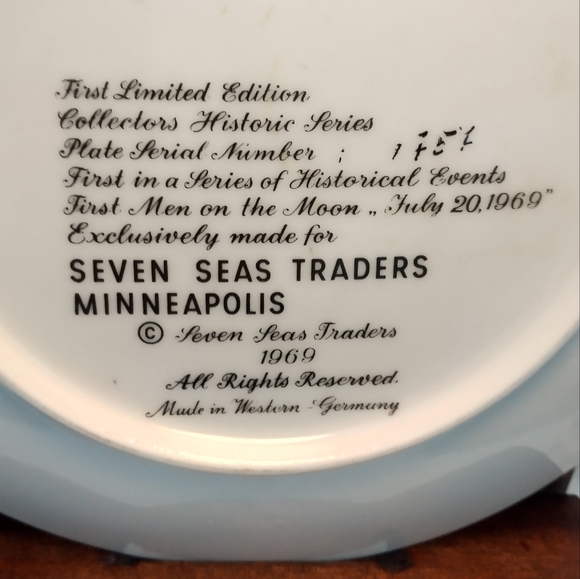 First Limited Edition
Collectors Historic Series
Plate Serial Number ;
First in a Series of Historical Events
First Men on the Moon „ July 20, 1969"
Exclusively made for
SEVEN SEAS TRADERS
MINNEAPOLIS
© Seven Seas Traders
1969
All Rights Reserved.
Made in Western-Germany